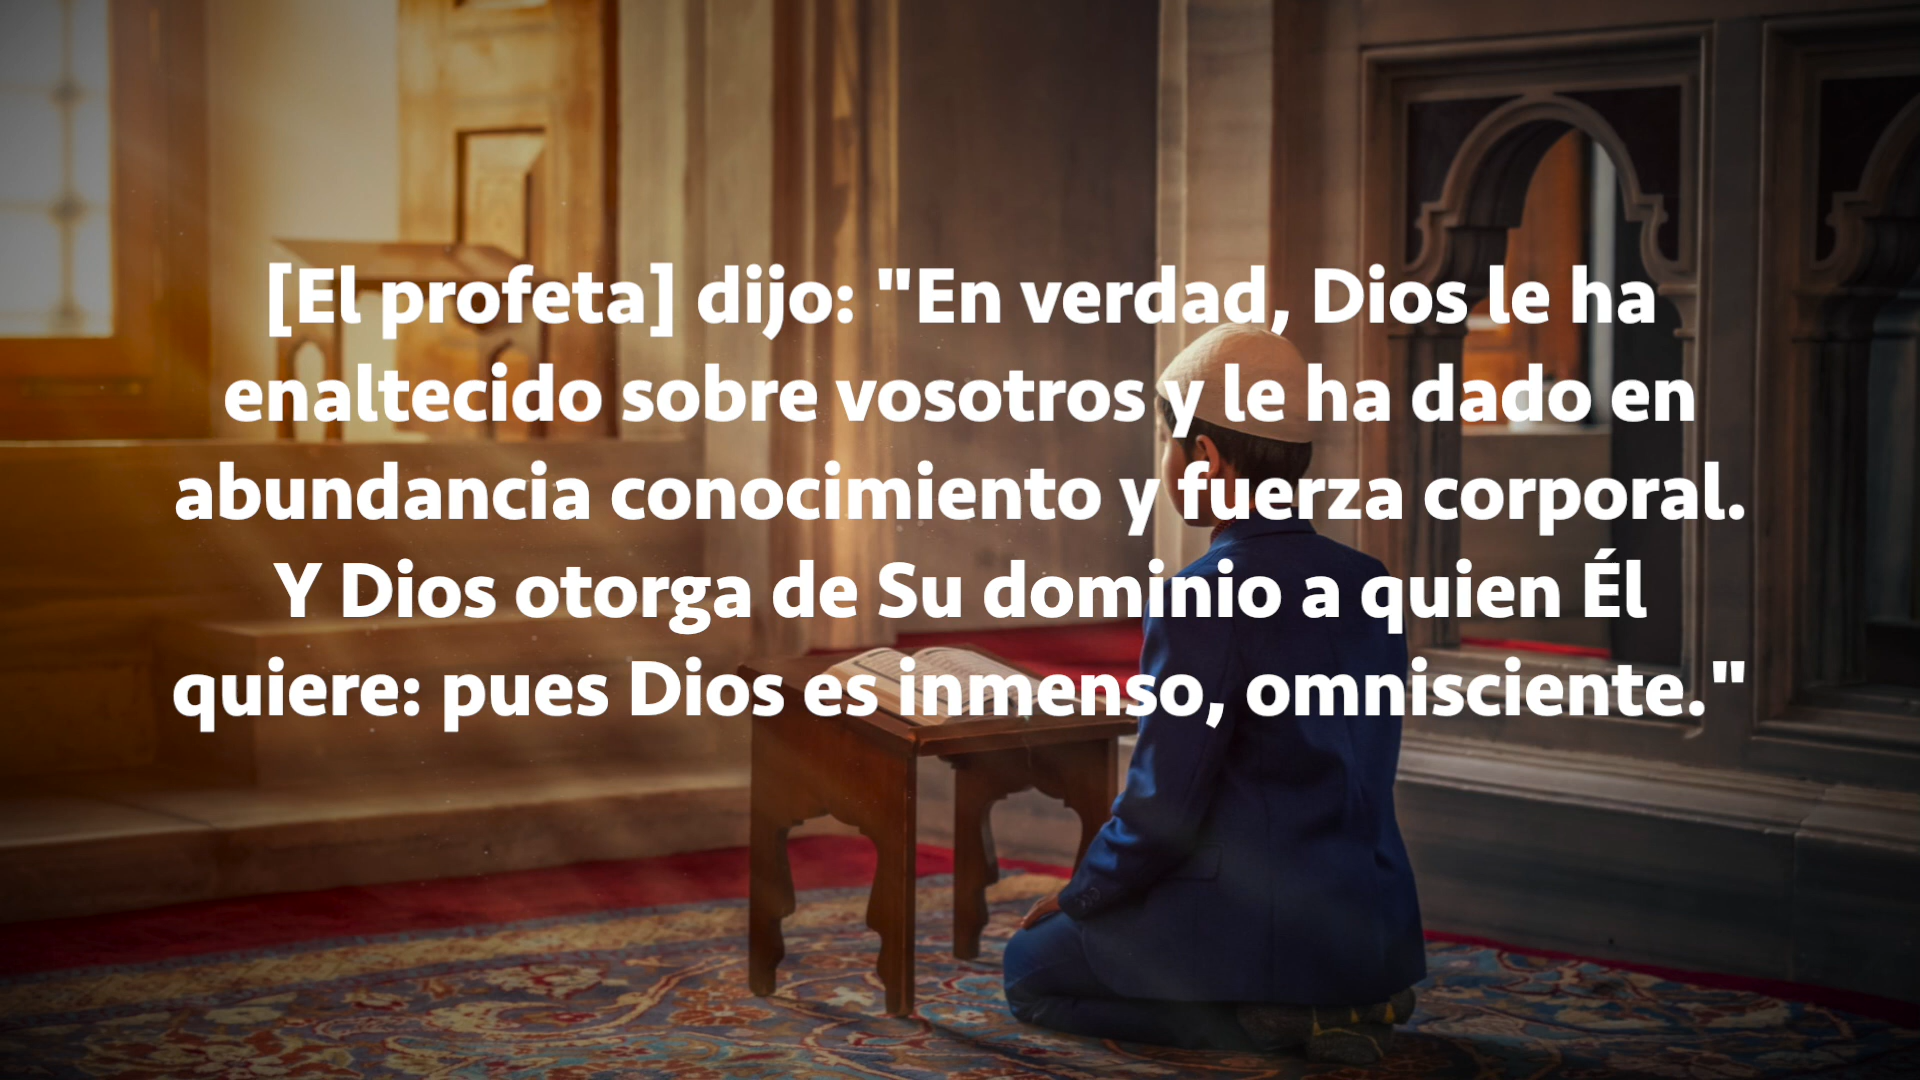 [El profeta] dijo: "En verdad, Dios le ha
enaltecido sobre vosotros y le ha dado en
abundancia conocimiento y fuerza corporal.
Y Dios otorga de Su dominio a quien Él
quiere: pues Dios es inmenso, omnisciente."